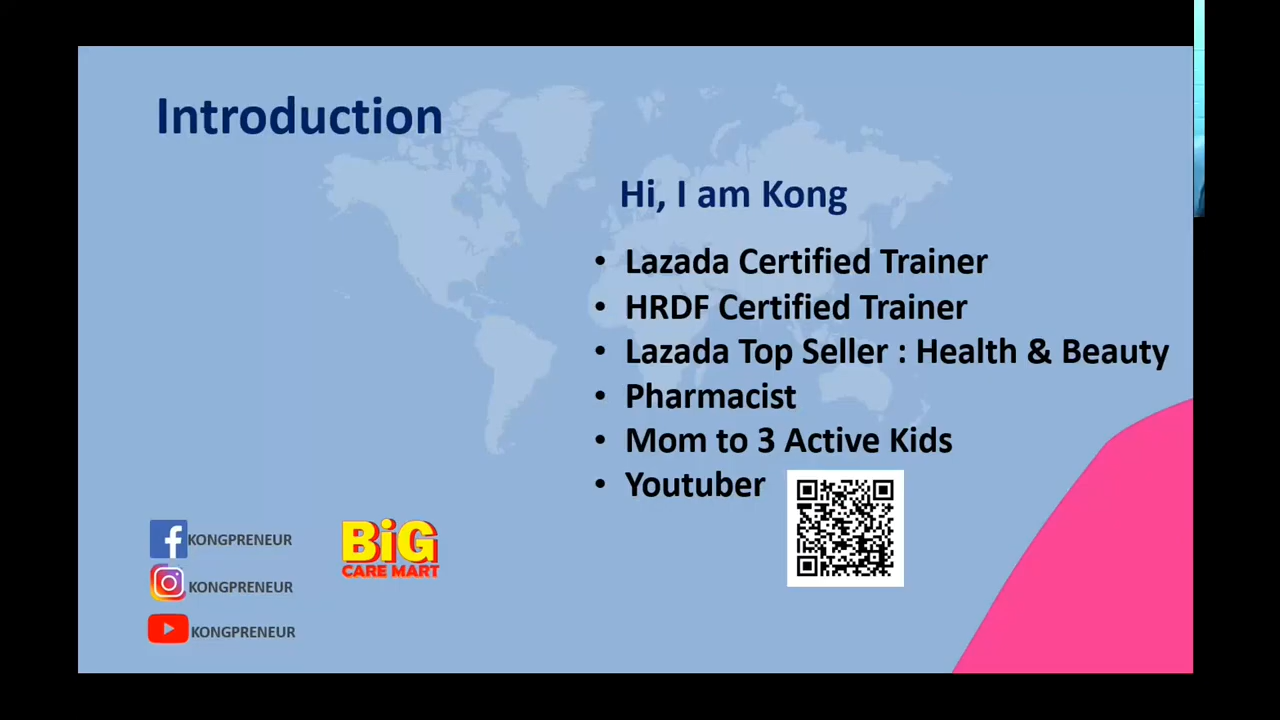 Introduction
Hi, I am Kong
• Lazada Certified Trainer
• HRDF Certified Trainer
• Lazada Top Seller : Health & Beauty
• Pharmacist
• Mom to 3 Active Kids
• Youtuber
KONGPRENEUR
KONGPRENEUR
KONGPRENEUR
BiG
CARE MART